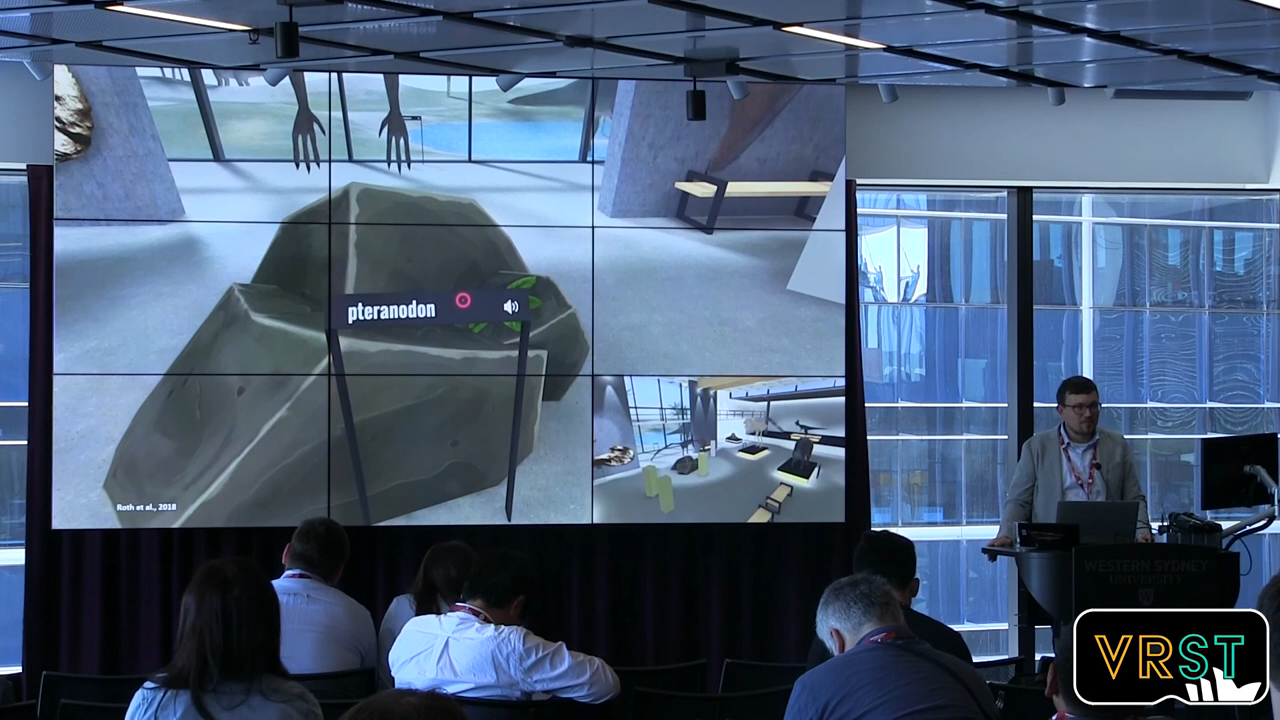 pteranodon
Roth et al., 2018
WESTERN SYDNEY
UNIVERSITY
VRST